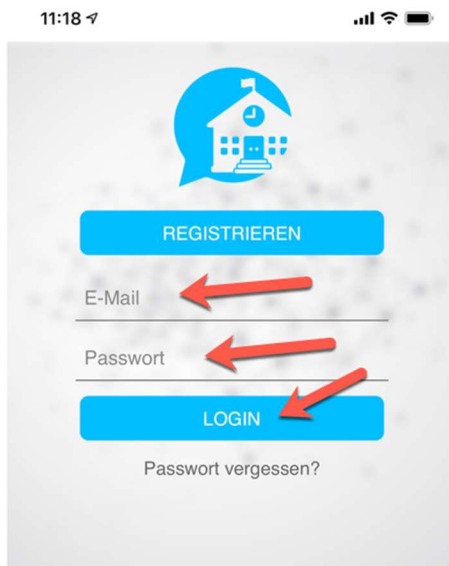 11:18
REGISTRIEREN
E-Mail
Passwort
LOGIN
Passwort vergessen?